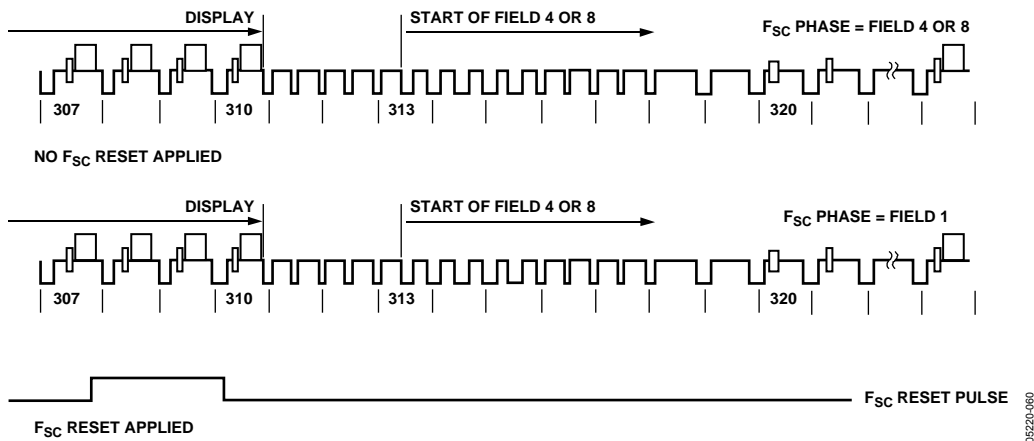 DISPLAY
START OF FIELD 4 OR 8
FSC PHASE = FIELD 4 OR 8
307
310
313
320
NO FSC RESET APPLIED
DISPLAY
START OF FIELD 4 OR 8
FSC PHASE = FIELD 1
307
310
313
320
FSC RESET PULSE
FSC RESET APPLIED
05220-060